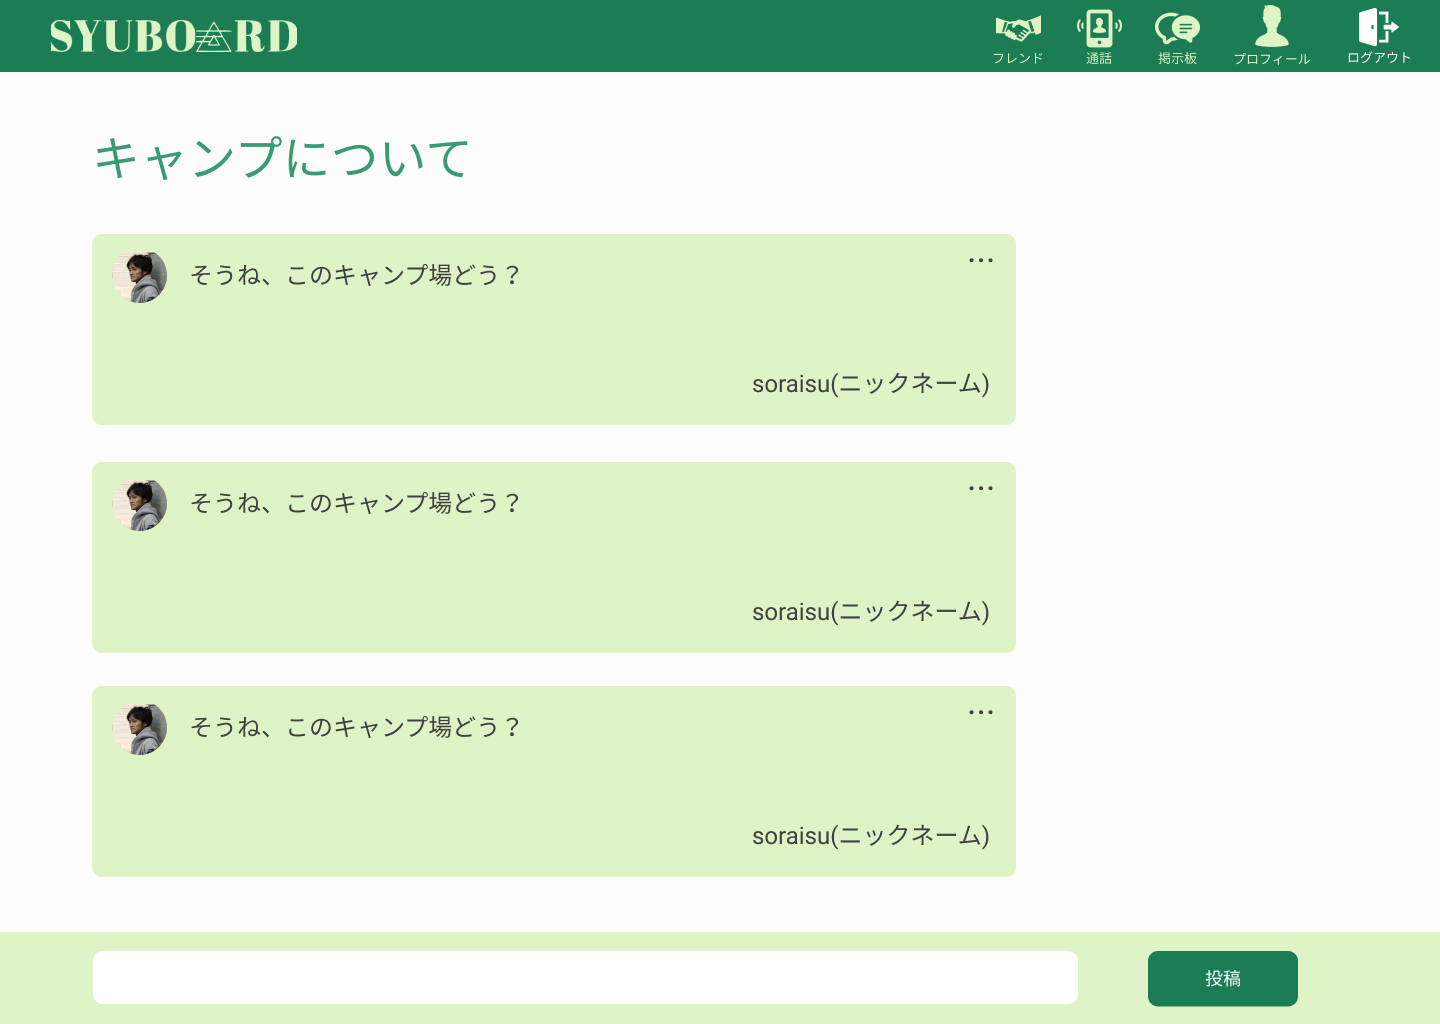 SYUBOARD
フレンド
通話
掲示板
プロフィール
ログアウト
キャンプについて
そうね、このキャンプ場どう？
soraisu(ニックネーム)
そうね、このキャンプ場どう？
soraisu(ニックネーム)
そうね、このキャンプ場どう？
soraisu(ニックネーム)
投稿